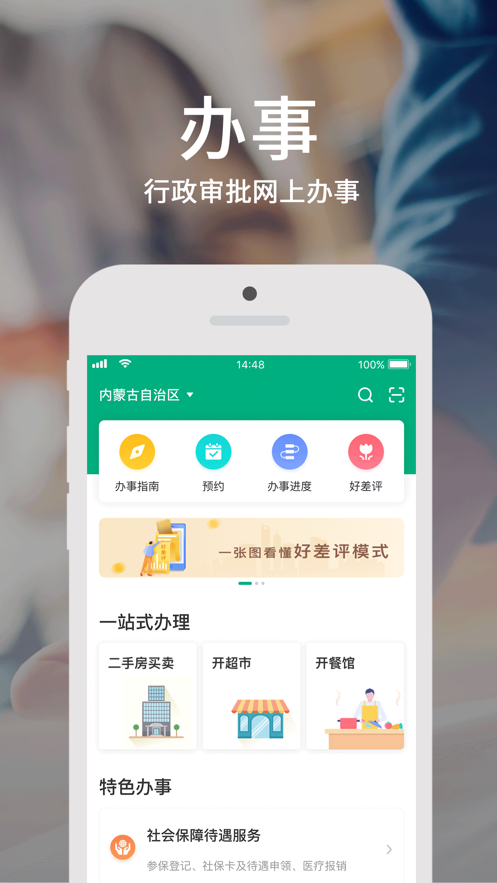 办事
行政审批网上办事
14:48
100%
内蒙古自治区
办事指南
预约
办事进度
好差评
一张图看懂好差评模式
一站式办理
二手房买卖
开超市
开餐馆
特色办事
社会保障待遇服务
参保登记、社保卡及待遇申领、医疗报销